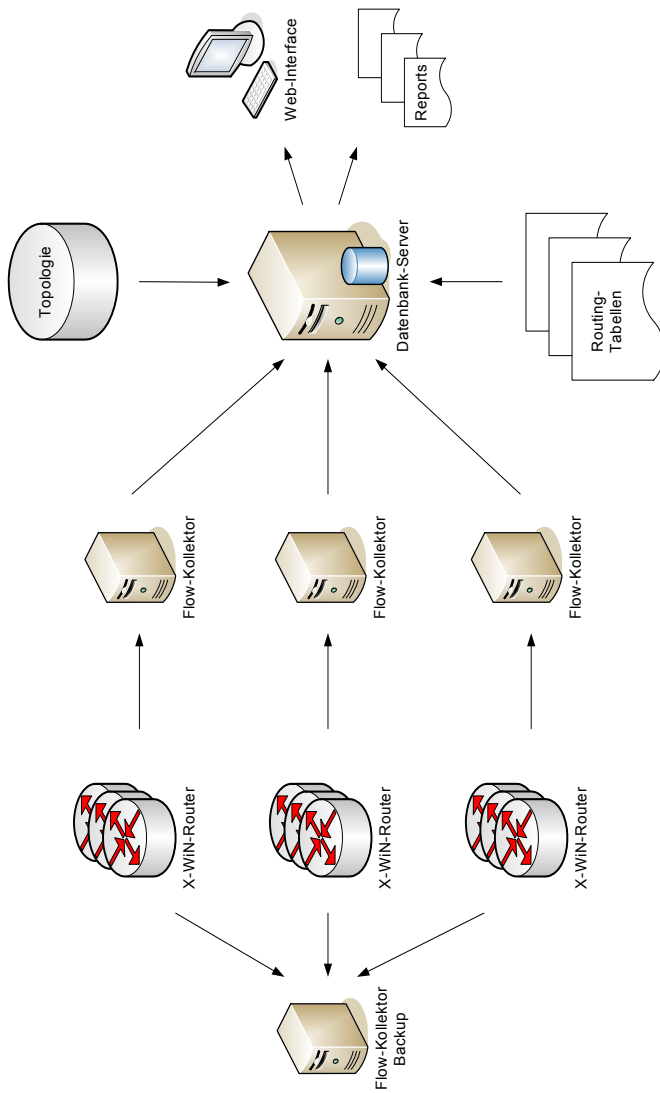 Flow-Kollektor
Backup
X-WiN-Router
X-WiN-Router
X-WiN-Router
Flow-Kollektor
Flow-Kollektor
Flow-Kollektor
Routing-
Tabellen
Datenbank-Server
Topologie
Reports
Web-Interface